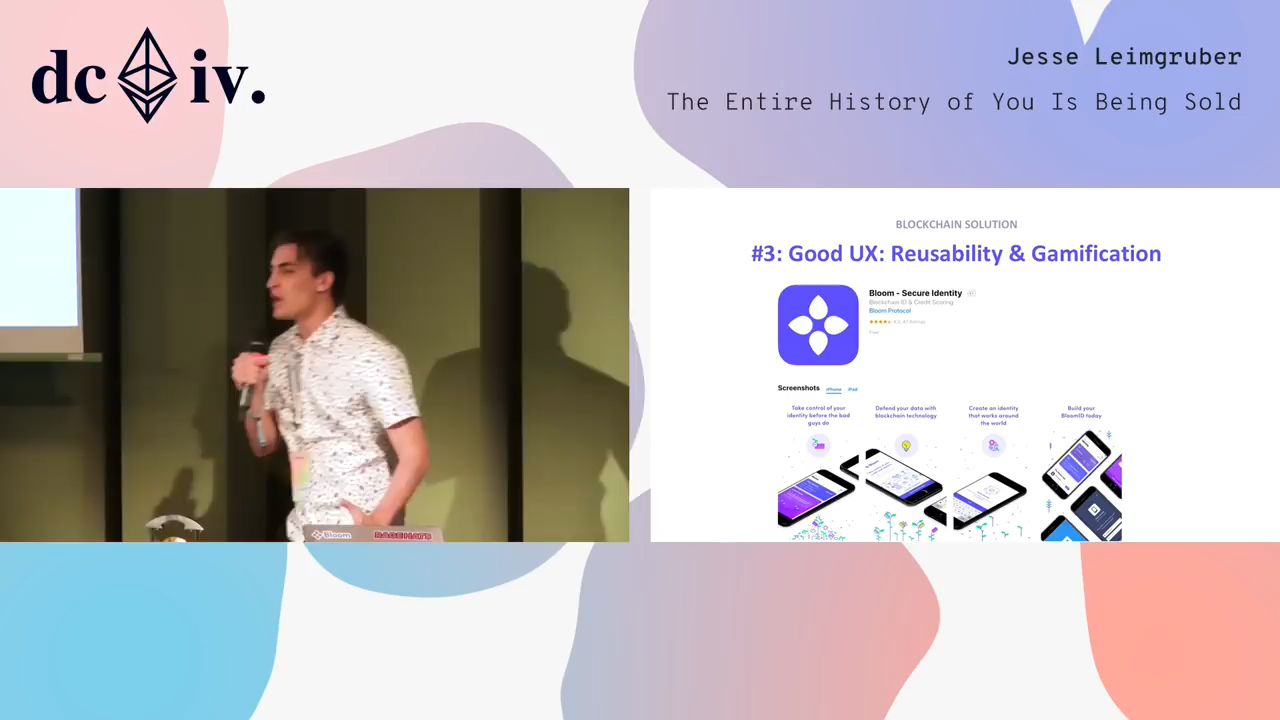 dc iv.
Jesse Leimgruber
The Entire History of You Is Being Sold
BLOCKCHAIN SOLUTION
#3: Good UX: Reusability & Gamification
Bloom - Secure Identity
Blockchain ID & Credit Scoring
Bloom Protocol
Free
Screenshots iPhone iPad
Take control of your
identity before the bad
guys do
Defend your data with
blockchain technology
Create an identity
that works around
the world
Build your
BloomID today
Bloom